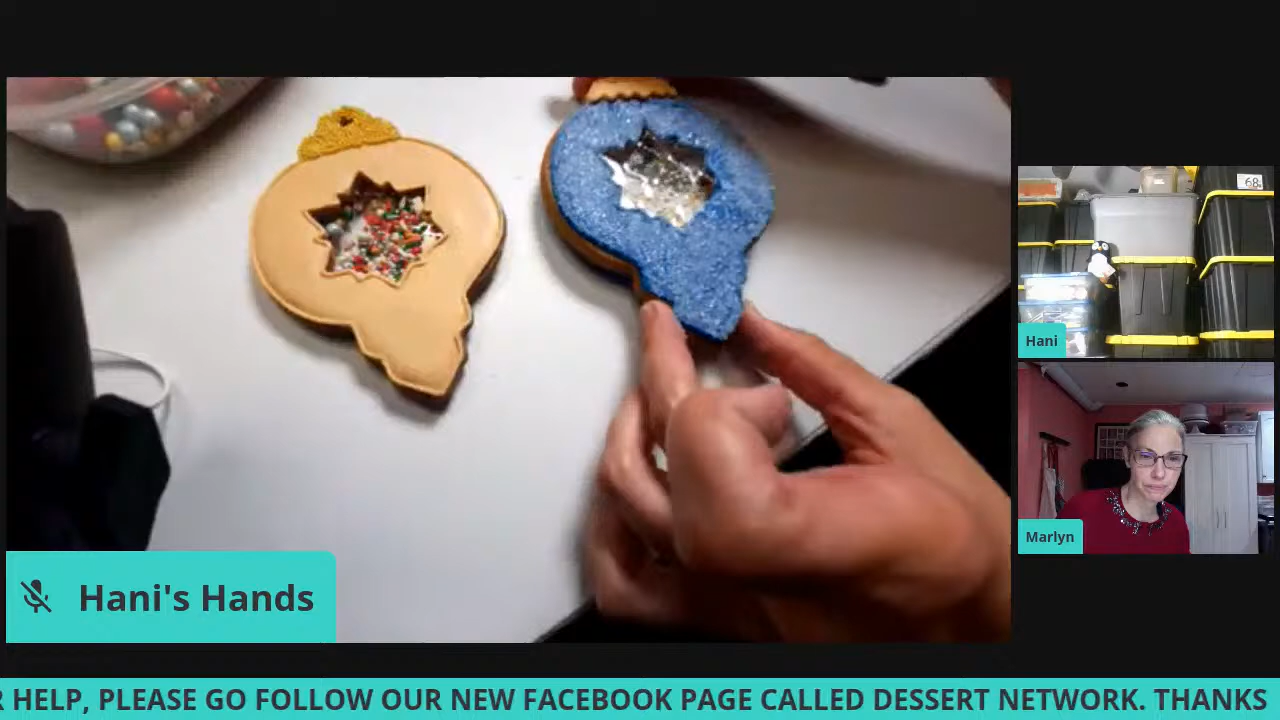 68
Hani
Marlyn
Hani's Hands
HELP, PLEASE GO FOLLOW OUR NEW FACEBOOK PAGE CALLED DESSERT NETWORK. THANKS